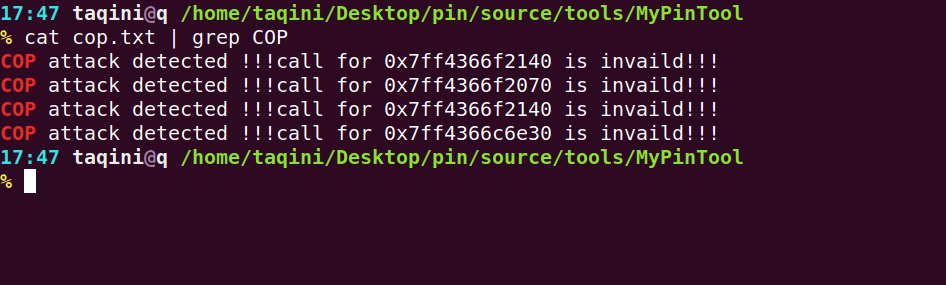 17:47 taqini@q /home/taqini/Desktop/pin/source/tools/MyPinTool
% cat cop.txt | grep COP
COP attack detected !!!call for 0x7ff4366f2140 is invaild!!!
COP attack detected !!!call for 0x7ff4366f2070 is invaild!!!
COP attack detected !!!call for 0x7ff4366f2140 is invaild!!!
COP attack detected !!!call for 0x7ff4366c6e30 is invaild!!!
17:47 taqini@q /home/taqini/Desktop/pin/source/tools/MyPinTool
%